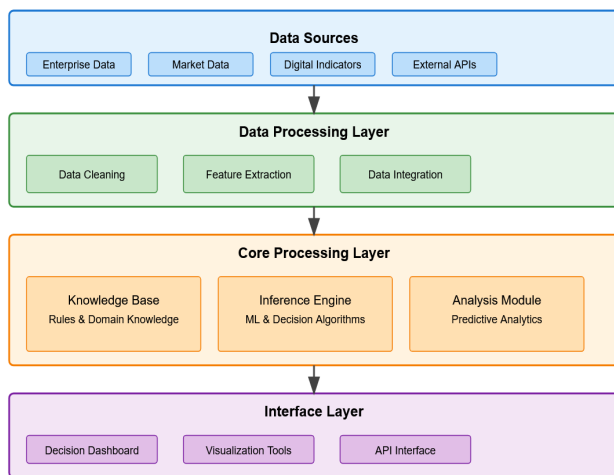 Data Sources
Enterprise Data
Market Data
Digital Indicators
External APIs
Data Processing Layer
Data Cleaning
Feature Extraction
Data Integration
Core Processing Layer
Knowledge Base
Rules & Domain Knowledge
Inference Engine
ML & Decision Algorithms
Analysis Module
Predictive Analytics
Interface Layer
Decision Dashboard
Visualization Tools
API Interface